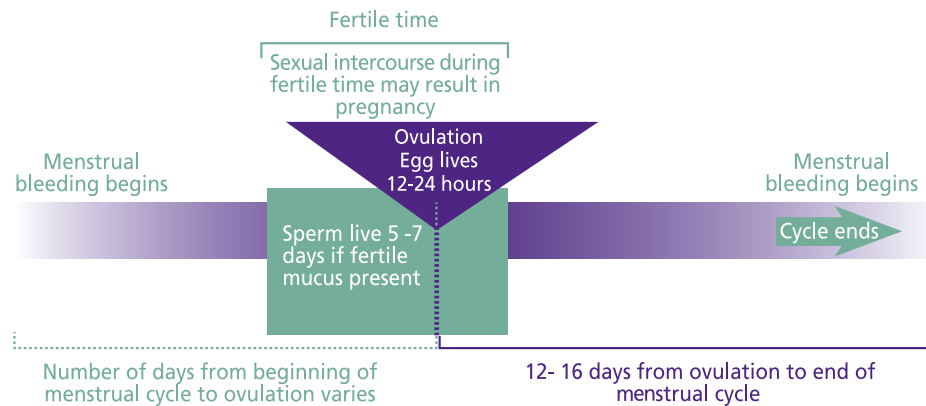 Fertile time
Sexual intercourse during
fertile time may result in
pregnancy
Ovulation
Egg lives
12-24 hours
Menstrual
bleeding begins
Menstrual
bleeding begins
Sperm live 5 -7
days if fertile
mucus present
Cycle ends
Number of days from beginning of
menstrual cycle to ovulation varies
12- 16 days from ovulation to end of
menstrual cycle